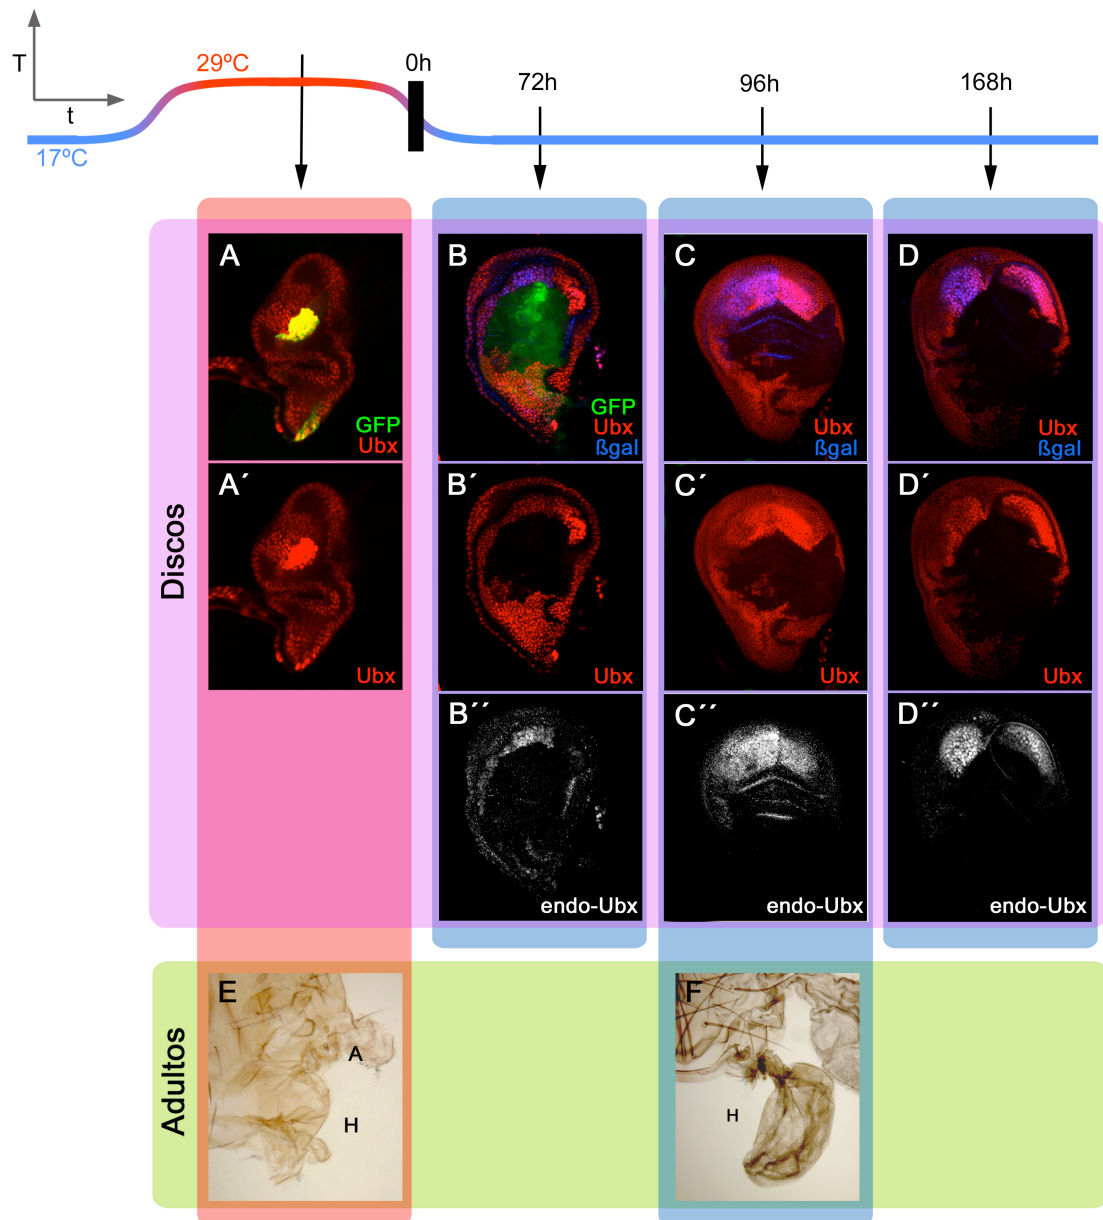 T
t
17ºC
29ºC
0h
72h
96h
168h
Discos
A
GFP
Ubx
B
GFP
Ubx
ßgal
C
Ubx
ßgal
D
Ubx
ßgal
A´
Ubx
B´
Ubx
C´
Ubx
D´
Ubx
B´´
endo-Ubx
C´´
endo-Ubx
D´´
endo-Ubx
Adultos
E
A
H
F
H